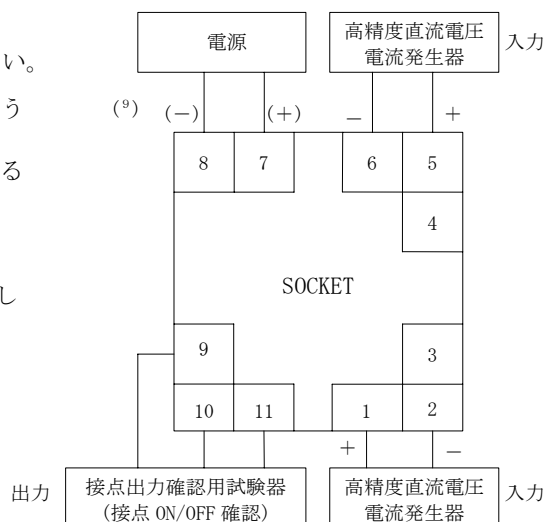 電源
高精度直流電圧
電流発生器
入力
い。
う
(⁹)
(－)
(＋)
－
＋
る
8
7
6
5
4
SOCKET
し
9
3
10
11
1
2
＋
－
出力
接点出力確認用試験器
(接点 ON/OFF 確認)
高精度直流電圧
電流発生器
入力